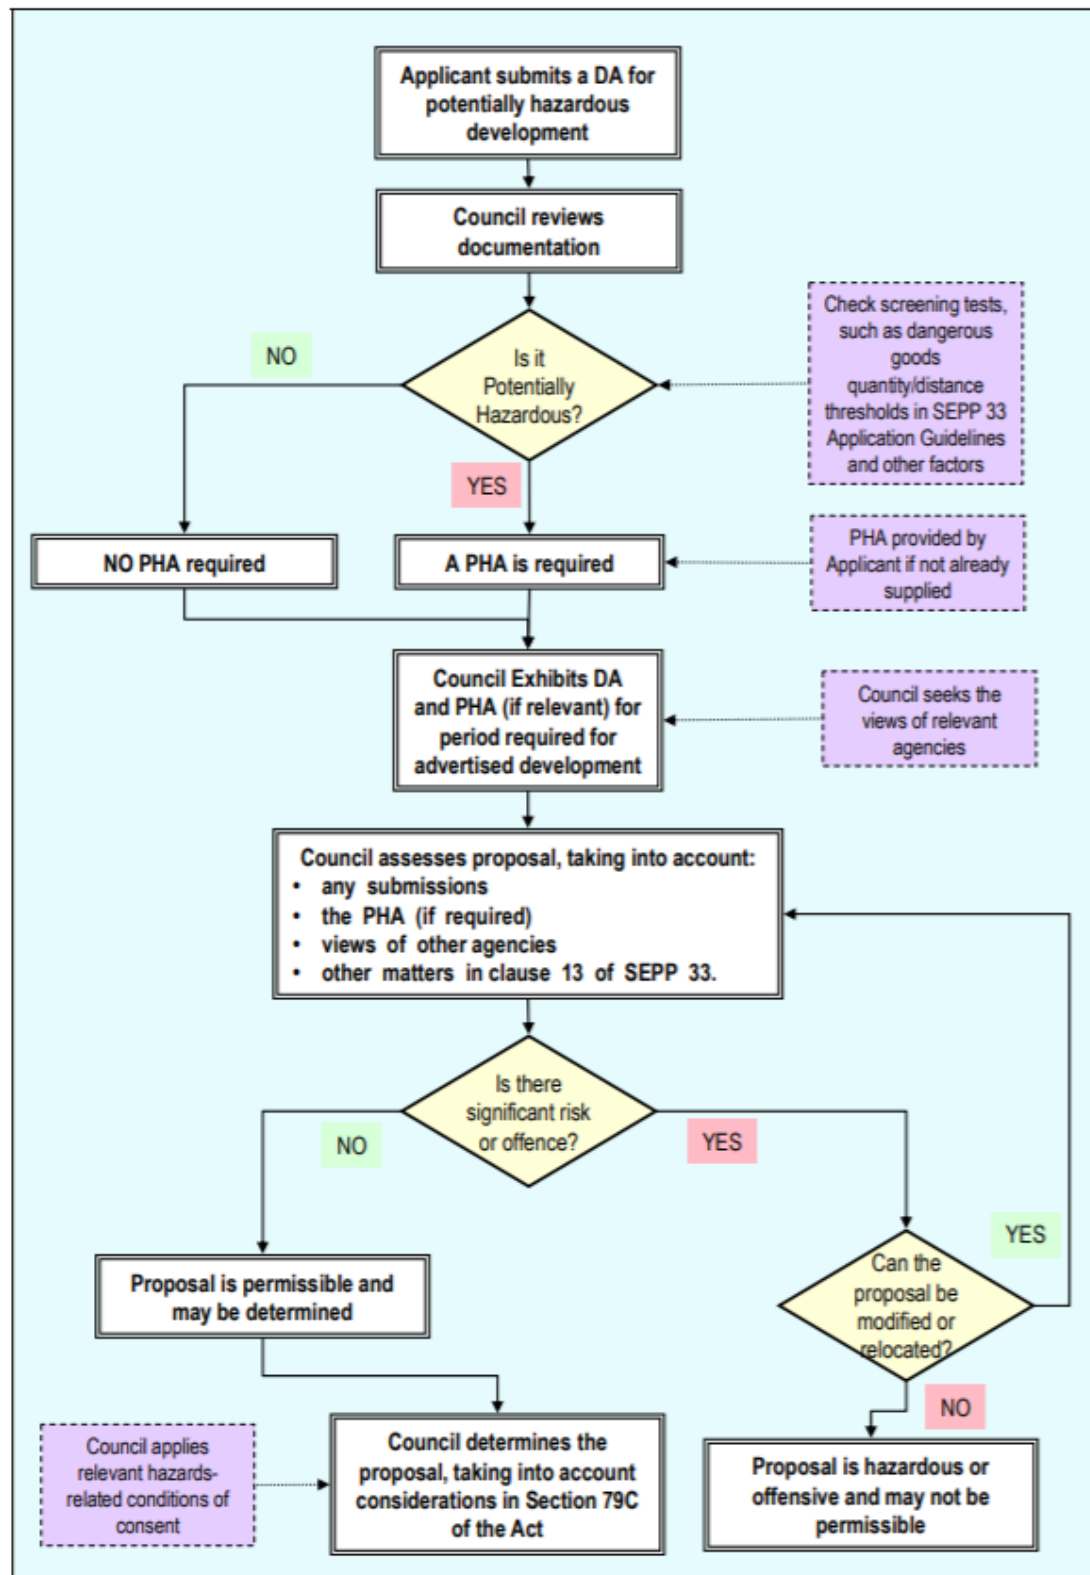 Applicant submits a DA for
potentially hazardous
development
Council reviews
documentation
Check screening tests,
such as dangerous
goods
quantity/distance
thresholds in SEPP 33
Application Guidelines
and other factors
NO
Is it
Potentially
Hazardous?
YES
NO PHA required
A PHA is required
PHA provided by
Applicant if not already
supplied
Council Exhibits DA
and PHA (if relevant) for
period required for
advertised development
Council seeks the
views of relevant
agencies
Council assesses proposal, taking into account:
• any submissions
• the PHA (if required)
• views of other agencies
• other matters in clause 13 of SEPP 33.
Is there
significant risk
or offence?
NO
YES
YES
Can the
proposal be
modified or
relocated?
Proposal is permissible and
may be determined
NO
Council applies
relevant hazards-
related conditions of
consent
Council determines the
proposal, taking into account
considerations in Section 79C
of the Act
Proposal is hazardous or
offensive and may not be
permissible